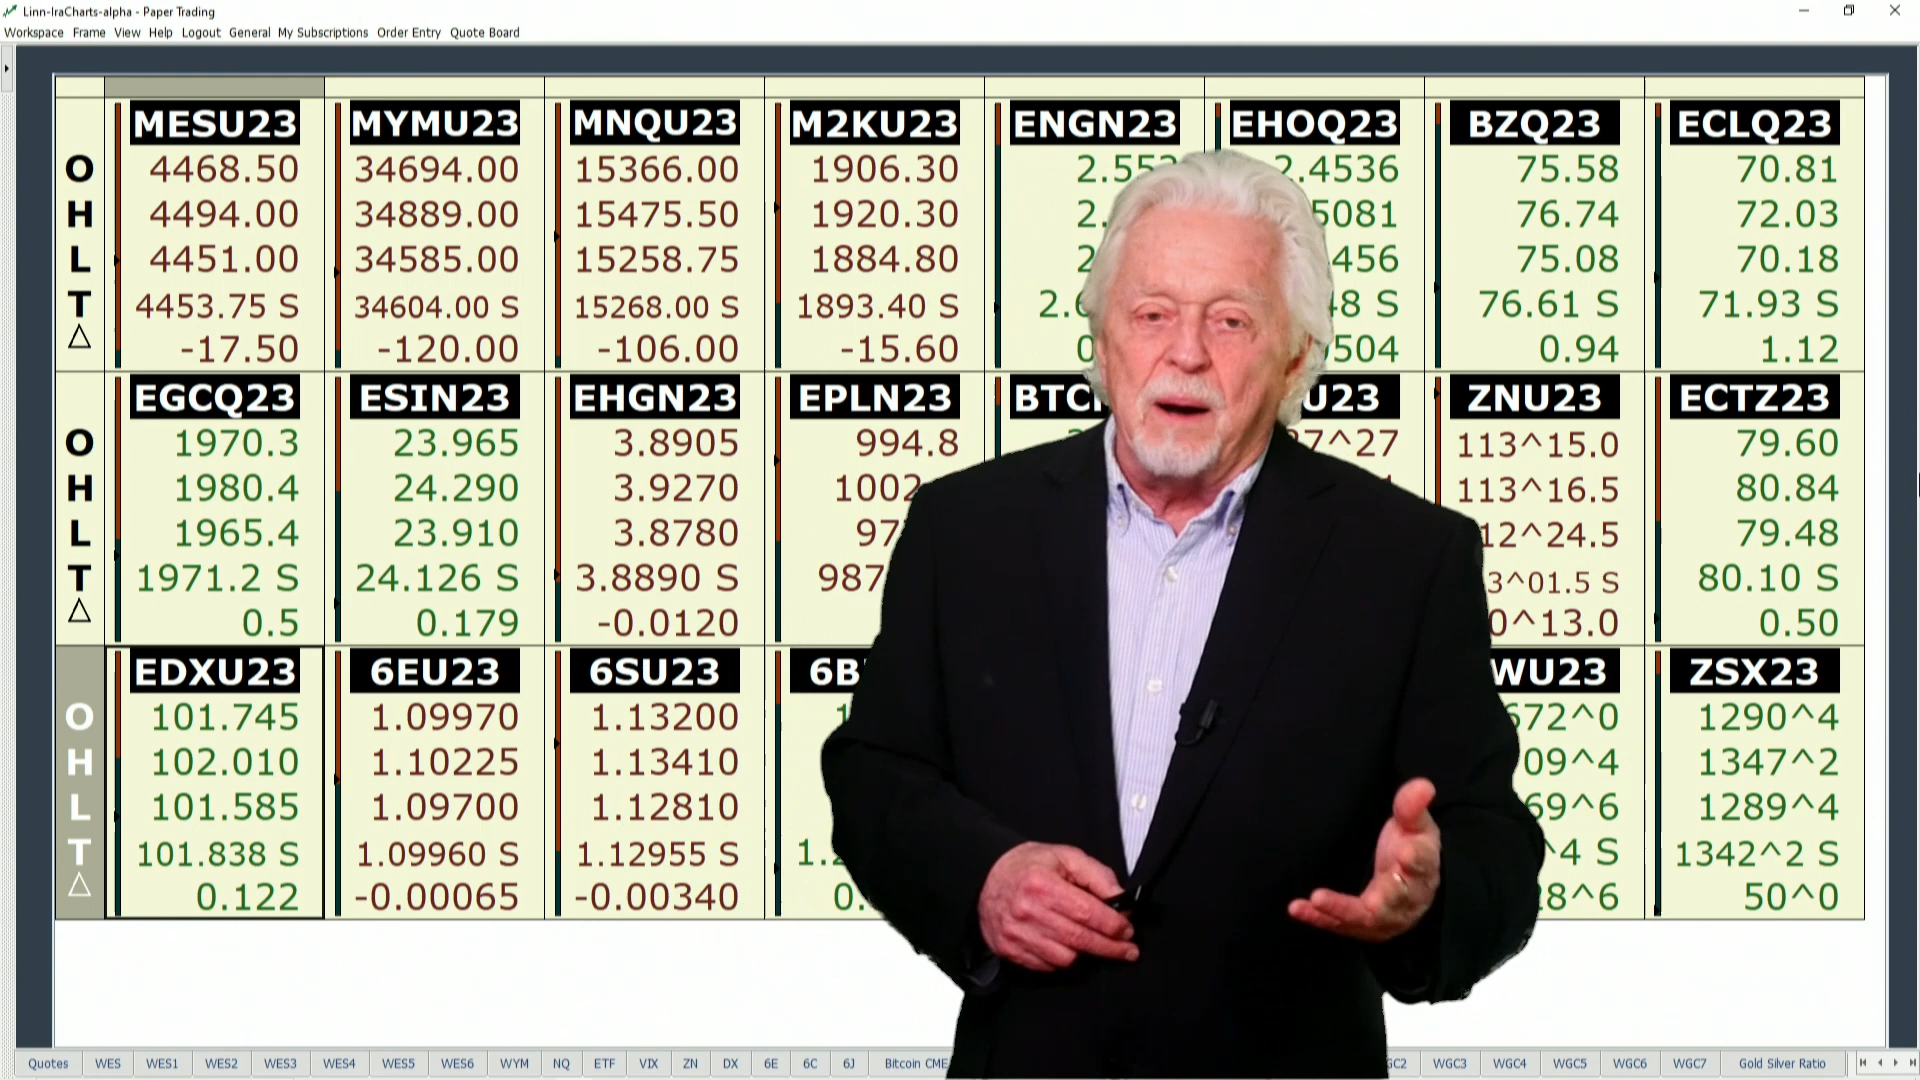 Linn-IraCharts-alpha - Paper Trading
Workspace Frame View Help Logout General My Subscriptions Order Entry Quote Board
MESU23 MYMU23 MNQU23 M2KU23 ENGN23 EHOQ23 BZQ23 ECLQ23
O 4468.50 34694.00 15366.00 1906.30 2.4536 75.58 70.81
H 4494.00 34889.00 15475.50 1920.30 76.74 72.03
L 4451.00 34585.00 15258.75 1884.80 75.08 70.18
T 4453.75 S 34604.00 S 15268.00 S 1893.40 S 76.61 S 71.93 S
△ -17.50 -120.00 -106.00 -15.60 0.94 1.12
EGCQ23 ESIN23 EHGN23 EPLN23 ZNU23 ECTZ23
O 1970.3 23.965 3.8905 994.8 113^15.0 79.60
H 1980.4 24.290 3.9270 113^16.5 80.84
L 1965.4 23.910 3.8780 79.48
T 1971.2 S 24.126 S 3.8890 S 80.10 S
△ 0.5 0.179 -0.0120 0.50
EDXU23 6EU23 6SU23 ZSX23
O 101.745 1.09970 1.13200 1290^4
H 102.010 1.10225 1.13410 1347^2
L 101.585 1.09700 1.12810 1289^4
T 101.838 S 1.09960 S 1.12955 S 1342^2 S
△ 0.122 -0.00065 -0.00340 50^0
Quotes WES WES1 WES2 WES3 WES4 WES5 WES6 WYM NQ ETF VIX ZN DX 6E 6C 6J Bitcoin CME WGC3 WGC4 WGC5 WGC6 WGC7 Gold Silver Ratio